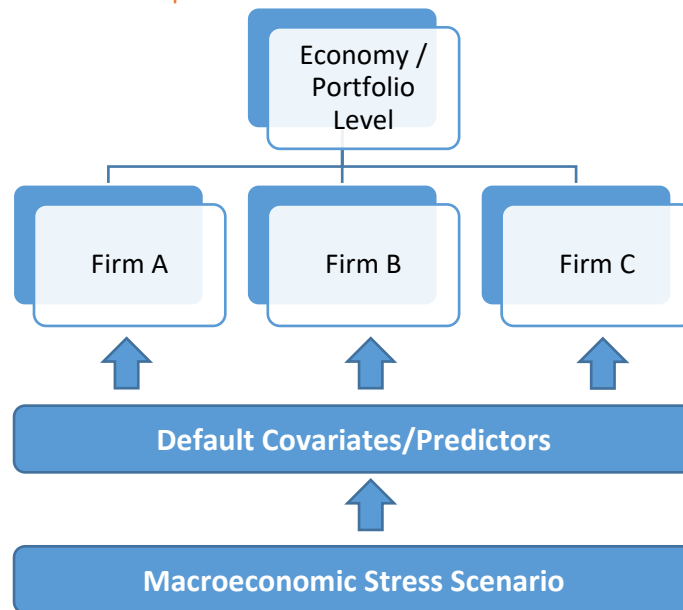 Economy /
Portfolio
Level
Firm A
Firm B
Firm C
Default Covariates/Predictors
Macroeconomic Stress Scenario